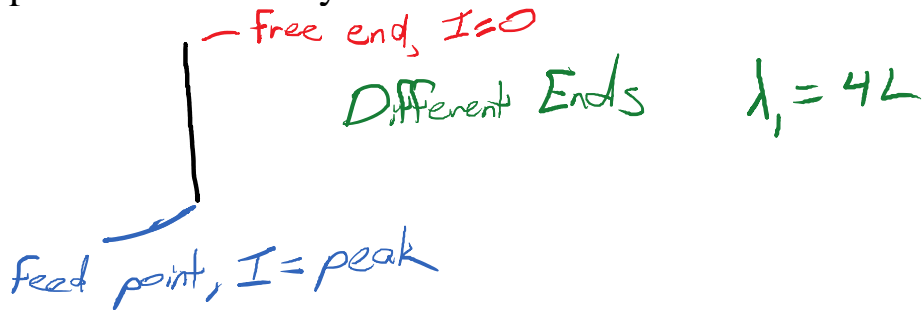 free end, I=0
Different Ends λ₁ = 4L
feed point, I = peak